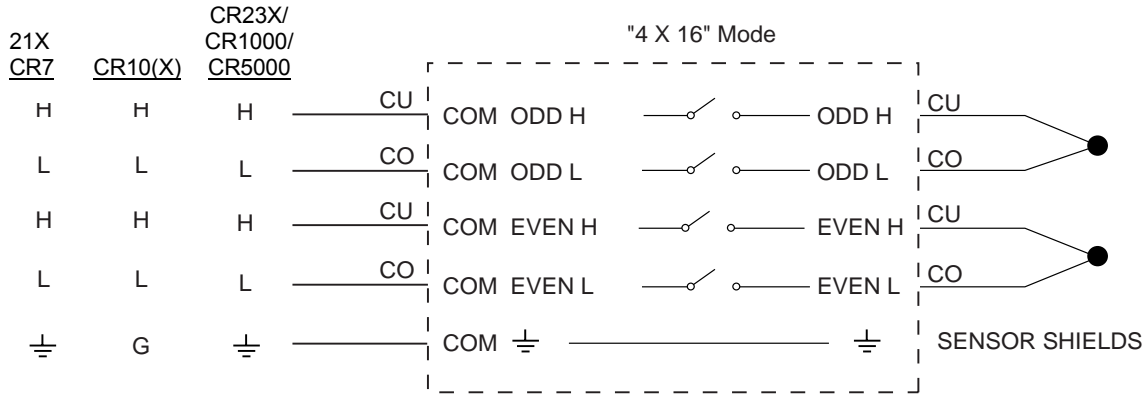 CR23X/
21X CR1000/ "4 X 16" Mode
CR7 CR10(X) CR5000
H H H CU COM ODD H ODD H CU
L L L CO COM ODD L ODD L CO
H H H CU COM EVEN H EVEN H CU
L L L CO COM EVEN L EVEN L CO
G COM SENSOR SHIELDS